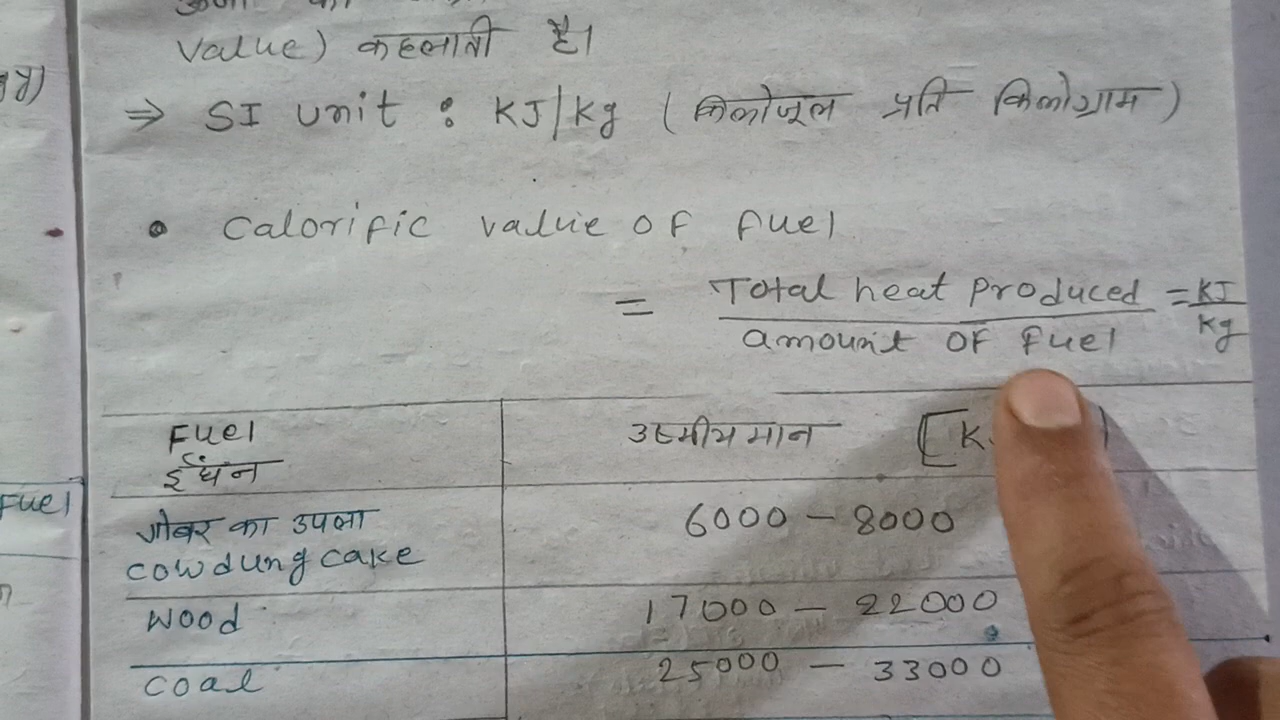 value) कहलाती है।
⇒ SI unit : KJ/kg (किलोजूल प्रति किलोग्राम)
• calorific value of fuel
= Total heat produced = KJ
amount of fuel kg
Fuel उष्मीय मान [K
ईंधन
गोबर का उपला 6000 - 8000
cowdung cake
Wood 17000 - 22000
coal 25000 - 33000
Fuel